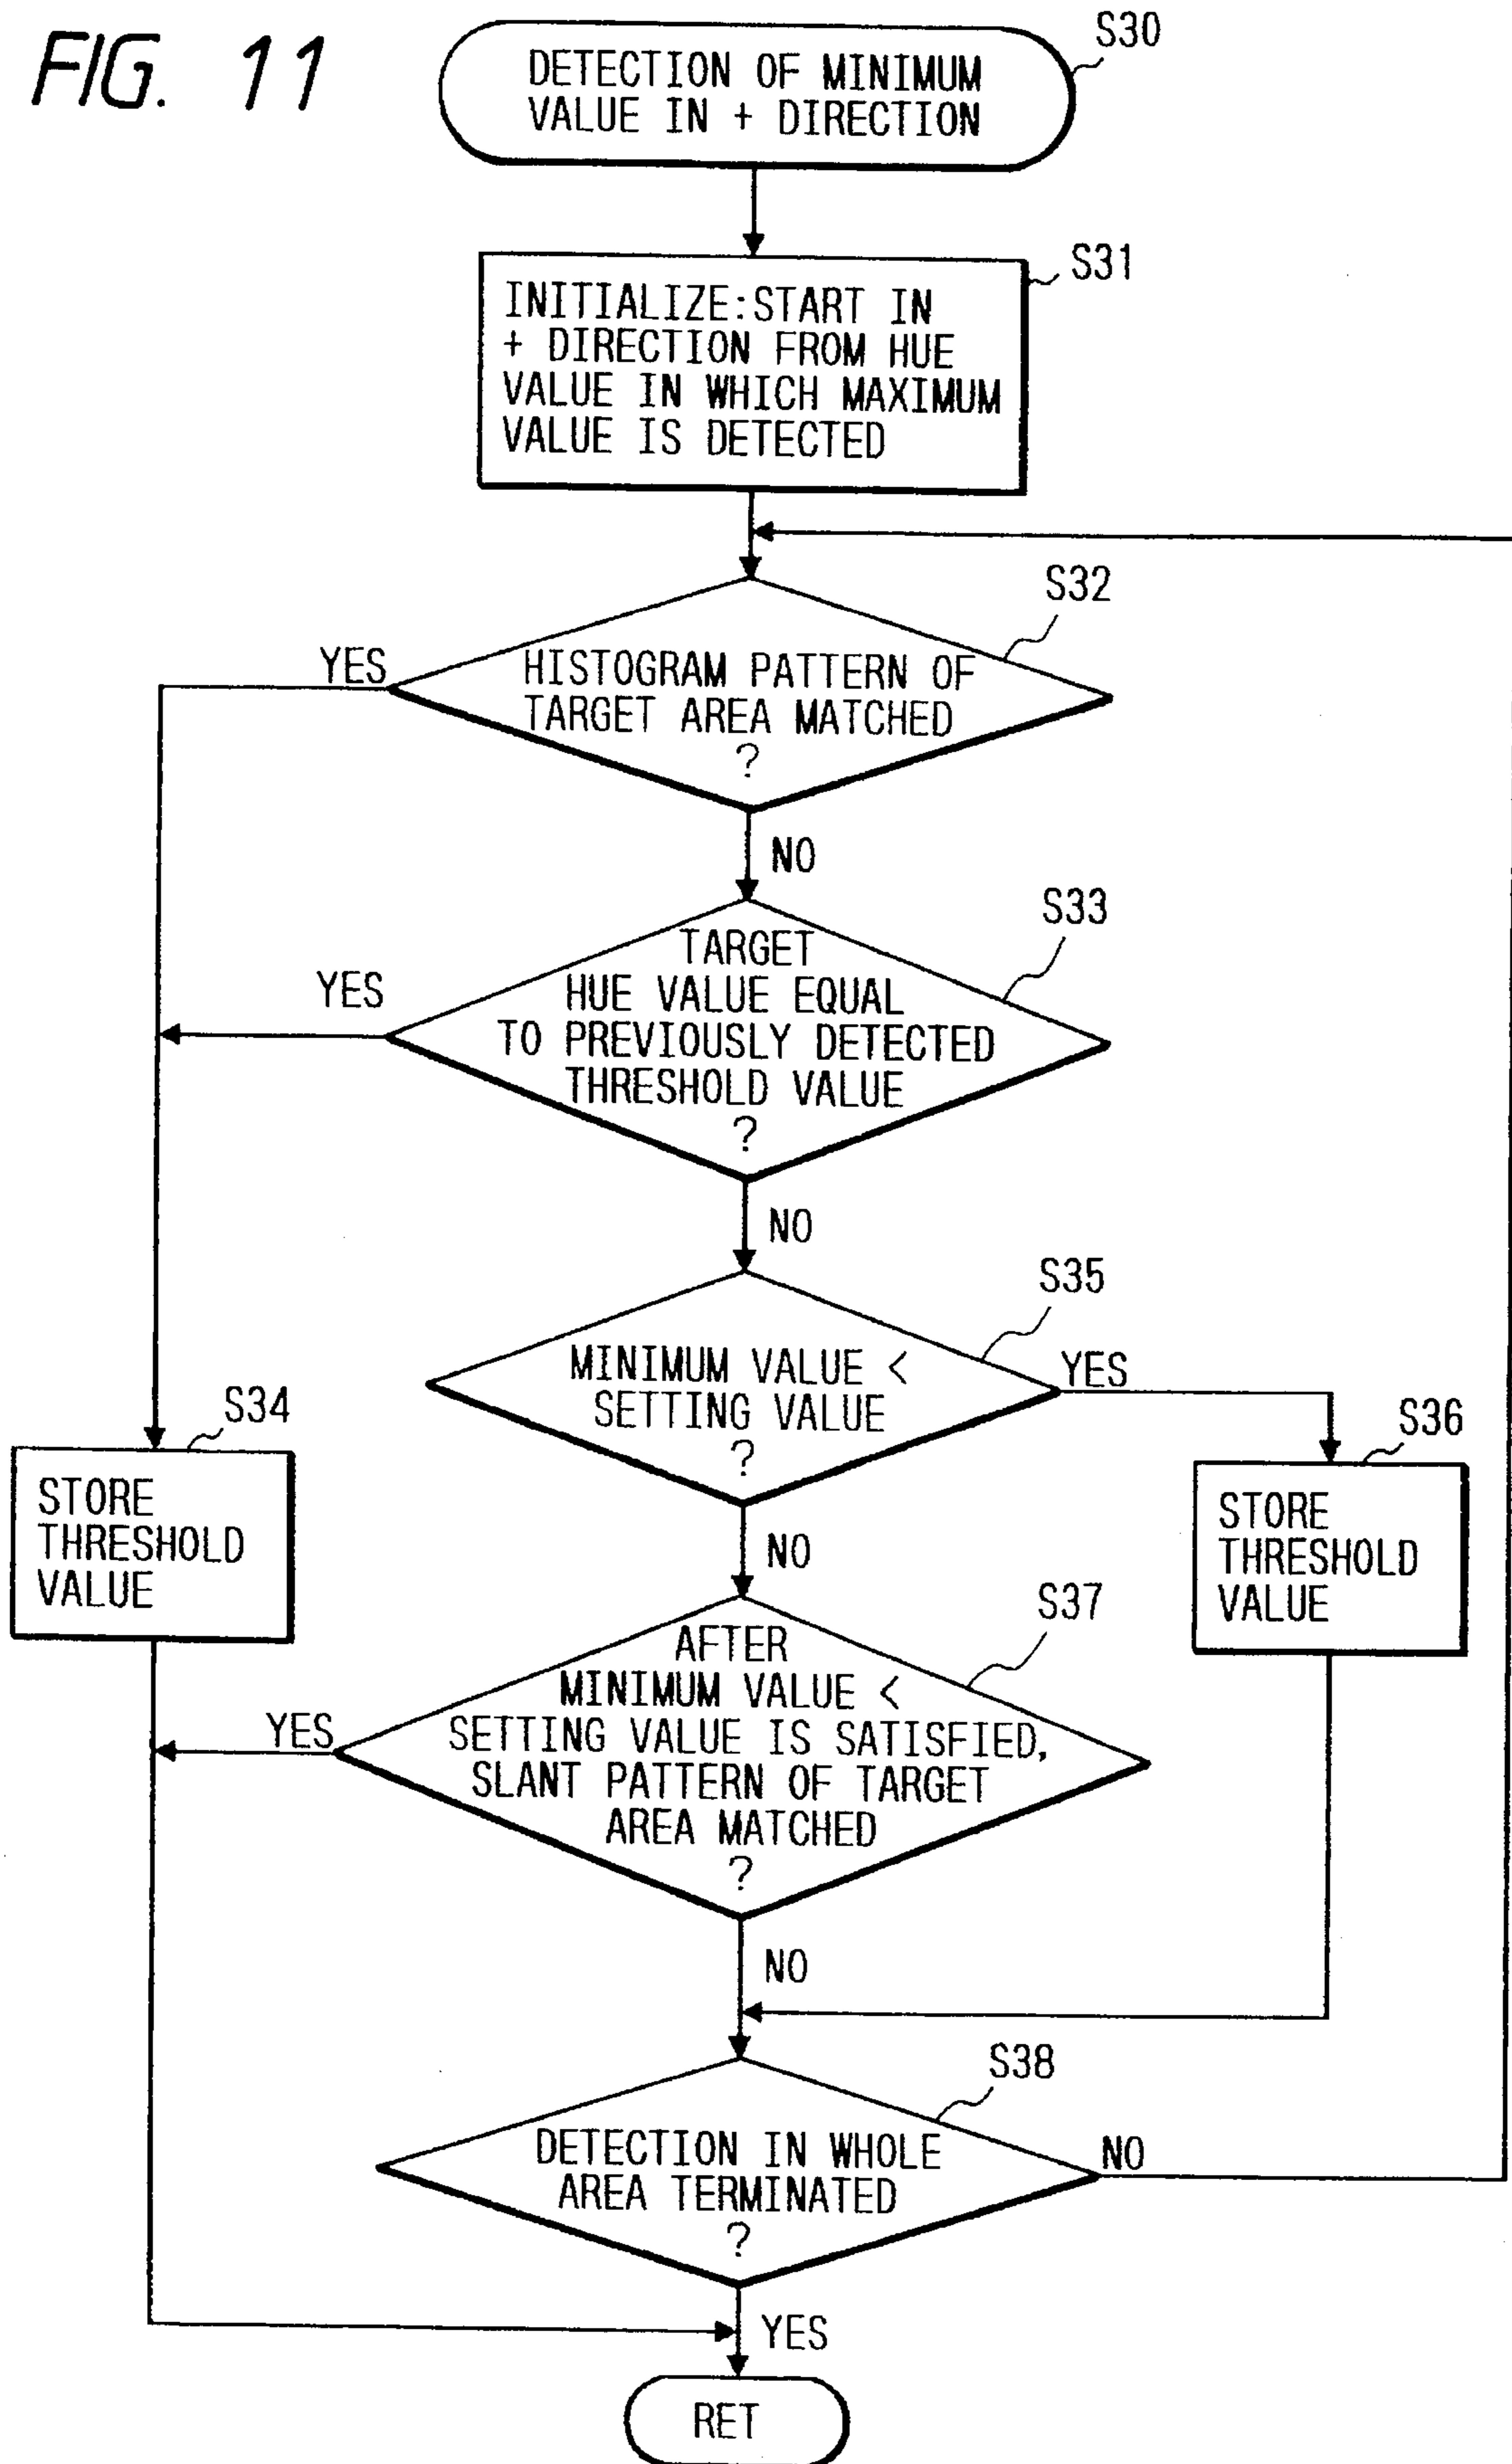 FIG. 11
S30
DETECTION OF MINIMUM
VALUE IN + DIRECTION
S31
INITIALIZE:START IN
+ DIRECTION FROM HUE
VALUE IN WHICH MAXIMUM
VALUE IS DETECTED
S32
YES
HISTOGRAM PATTERN OF
TARGET AREA MATCHED
?
NO
S33
YES
TARGET
HUE VALUE EQUAL
TO PREVIOUSLY DETECTED
THRESHOLD VALUE
?
NO
S35
MINIMUM VALUE <
SETTING VALUE
?
YES
S34
STORE
THRESHOLD
VALUE
S36
STORE
THRESHOLD
VALUE
NO
S37
YES
AFTER
MINIMUM VALUE <
SETTING VALUE IS SATISFIED,
SLANT PATTERN OF TARGET
AREA MATCHED
?
NO
S38
DETECTION IN WHOLE
AREA TERMINATED
?
NO
YES
RET